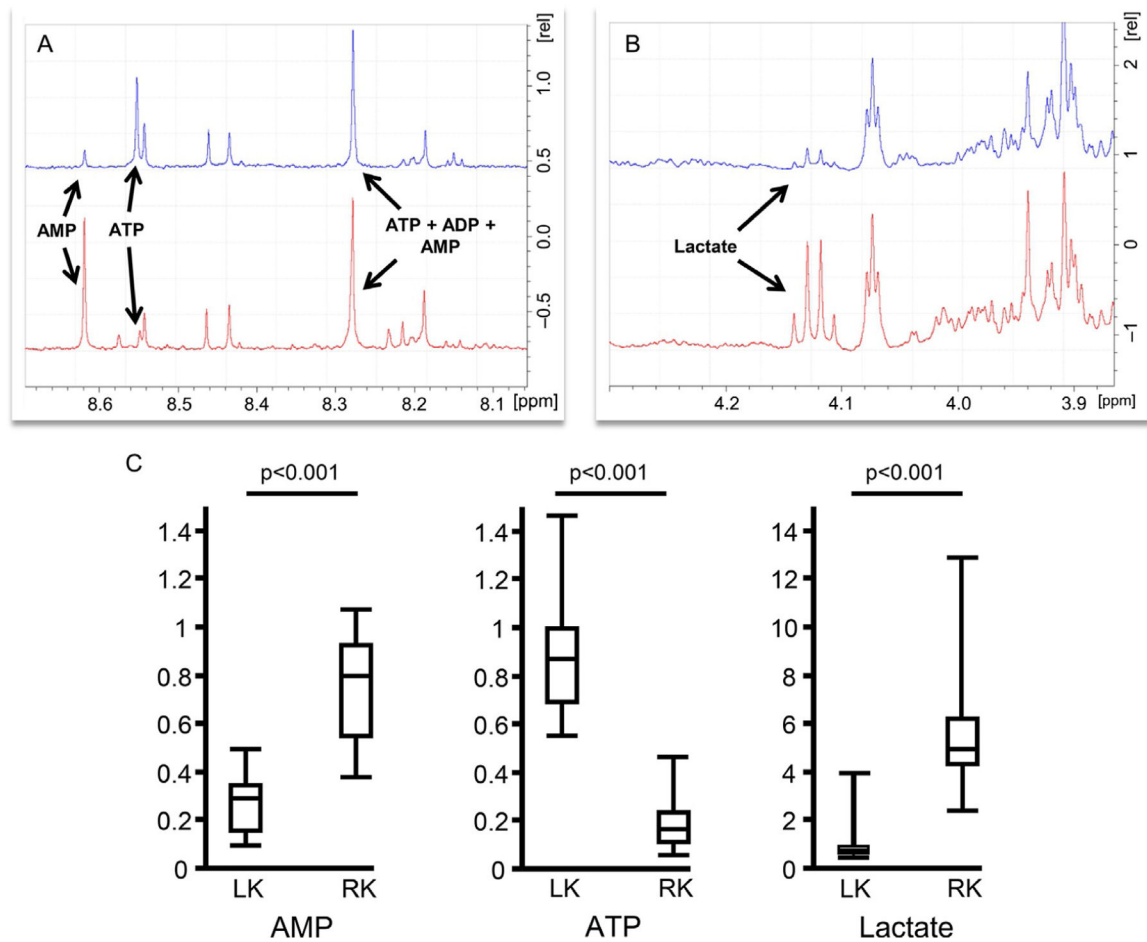 A
[rel]
1.0
0.5
0.0
−0.5
AMP
ATP
ATP + ADP +
AMP
8.6 8.5 8.4 8.3 8.2 8.1 [ppm]
B
[rel]
2
1
0
−1
Lactate
4.2 4.1 4.0 3.9 [ppm]
C
p<0.001
1.4
1.2
1
0.8
0.6
0.4
0.2
0
LK RK
AMP
p<0.001
1.4
1.2
1
0.8
0.6
0.4
0.2
0
LK RK
ATP
p<0.001
14
12
10
8
6
4
2
0
LK RK
Lactate